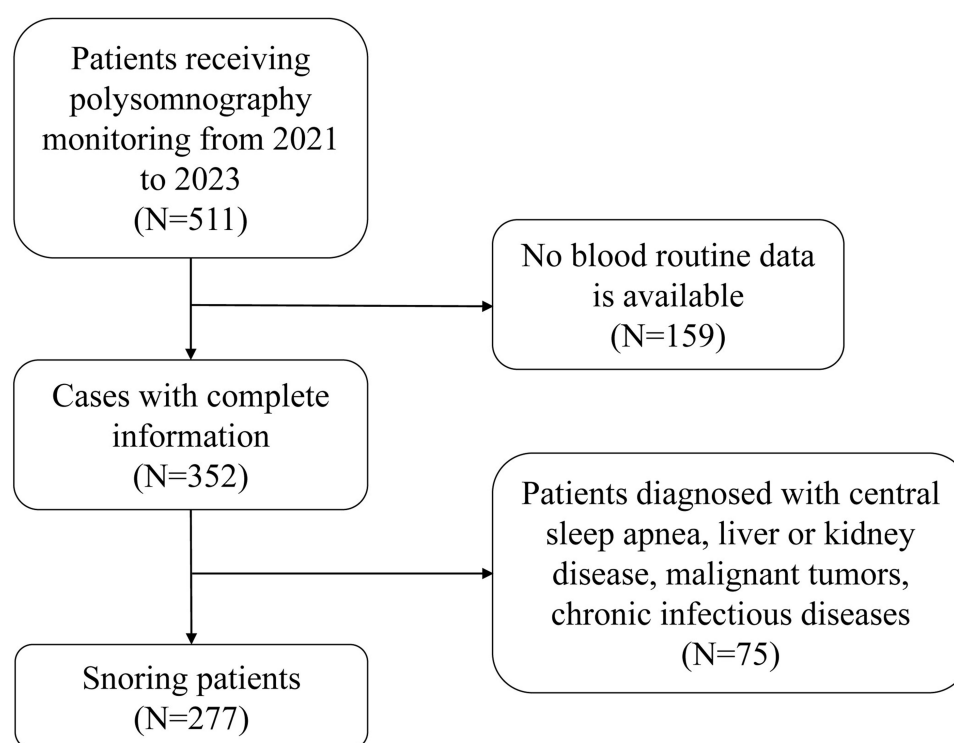 Patients receiving
polysomnography
monitoring from 2021
to 2023
(N=511)
No blood routine data
is available
(N=159)
Cases with complete
information
(N=352)
Patients diagnosed with central
sleep apnea, liver or kidney
disease, malignant tumors,
chronic infectious diseases
(N=75)
Snoring patients
(N=277)